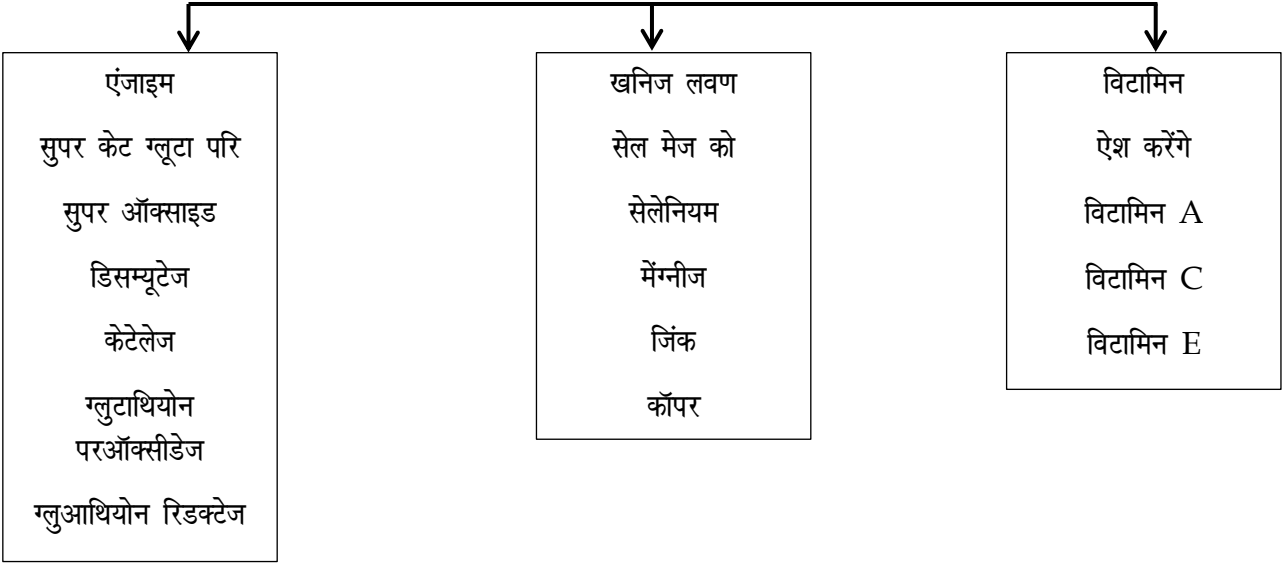 एंजाइम
सुपर केट ग्लूटा परि
सुपर ऑक्साइड
डिसम्यूटेज
केटेलेज
ग्लुटाथियोन
परऑक्सीडेज
ग्लुआथियोन रिडक्टेज
खनिज लवण
सेल मेज को
सेलेनियम
मेंग्नीज
जिंक
कॉपर
विटामिन
ऐश करेंगे
विटामिन A
विटामिन C
विटामिन E